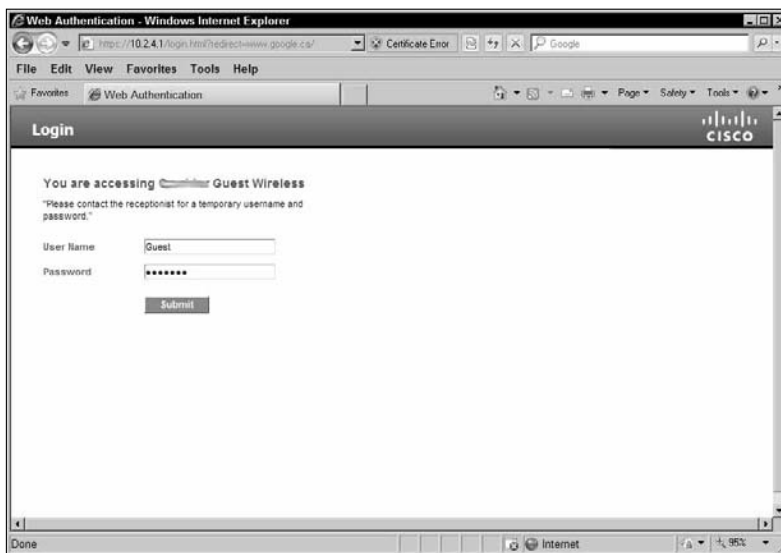 Web Authentication - Windows Internet Explorer
https://10.2.4.1/login.html?redirect=www.google.ca/
Certificate Error
Google
File Edit View Favorites Tools Help
Favorites
Web Authentication
Page Safety Tools
Login
CISCO
You are accessing Guest Wireless
"Please contact the receptionist for a temporary username and
password."
User Name
Guest
Password
•••••••
Submit
Done
Internet
95%